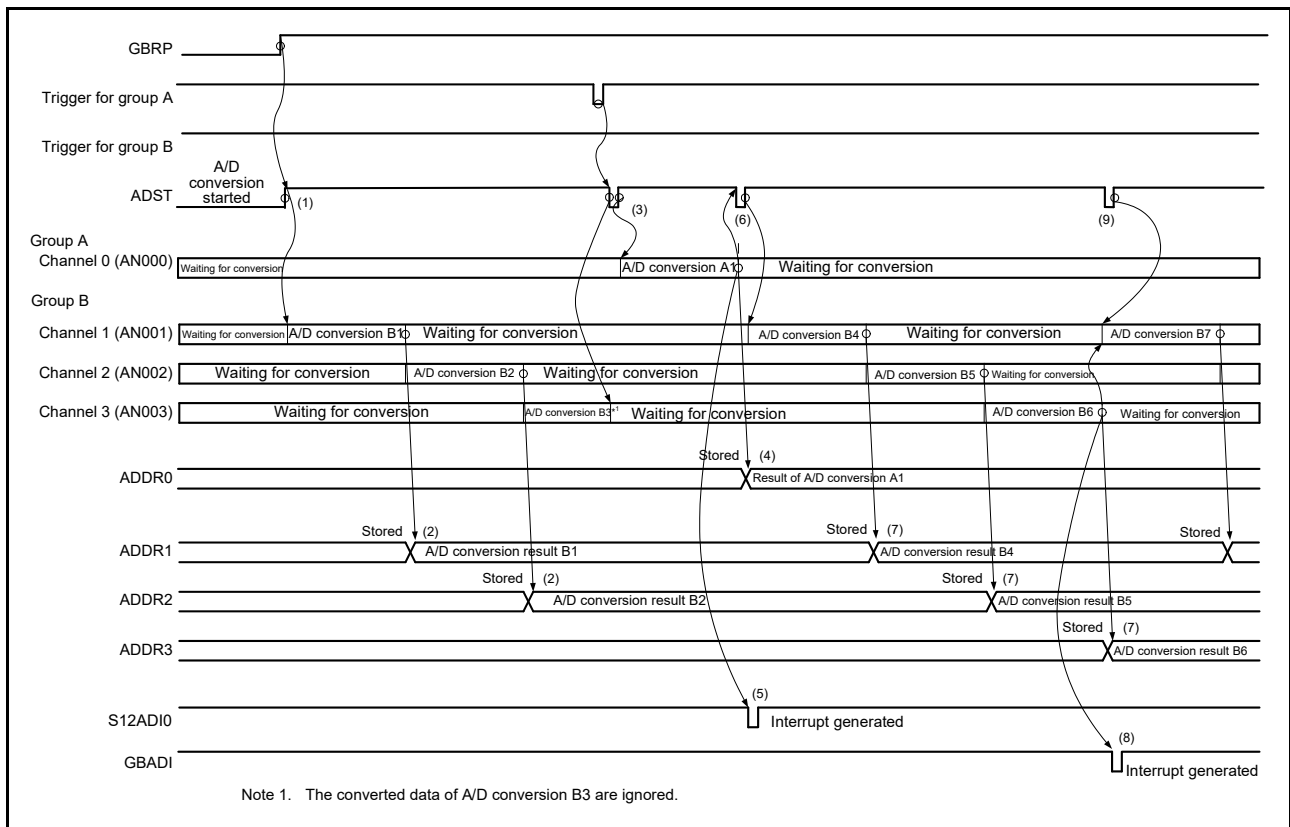 GBRP
Trigger for group A
Trigger for group B
A/D
conversion
started
ADST
(1)
(3)
(6)
(9)
Group A
Channel 0 (AN000)
Waiting for conversion
A/D conversion A1
Waiting for conversion
Group B
Channel 1 (AN001)
Waiting for conversion
A/D conversion B1
Waiting for conversion
A/D conversion B4
Waiting for conversion
A/D conversion B7
Channel 2 (AN002)
Waiting for conversion
A/D conversion B2
Waiting for conversion
A/D conversion B5
Waiting for conversion
Channel 3 (AN003)
Waiting for conversion
A/D conversion B3*1
Waiting for conversion
A/D conversion B6
Waiting for conversion
Stored (4)
ADDR0
Result of A/D conversion A1
Stored (2)
Stored (7)
Stored
ADDR1
A/D conversion result B1
A/D conversion result B4
Stored (2)
Stored (7)
ADDR2
A/D conversion result B2
A/D conversion result B5
Stored (7)
ADDR3
A/D conversion result B6
(5)
S12ADI0
Interrupt generated
(8)
GBADI
Interrupt generated
Note 1. The converted data of A/D conversion B3 are ignored.